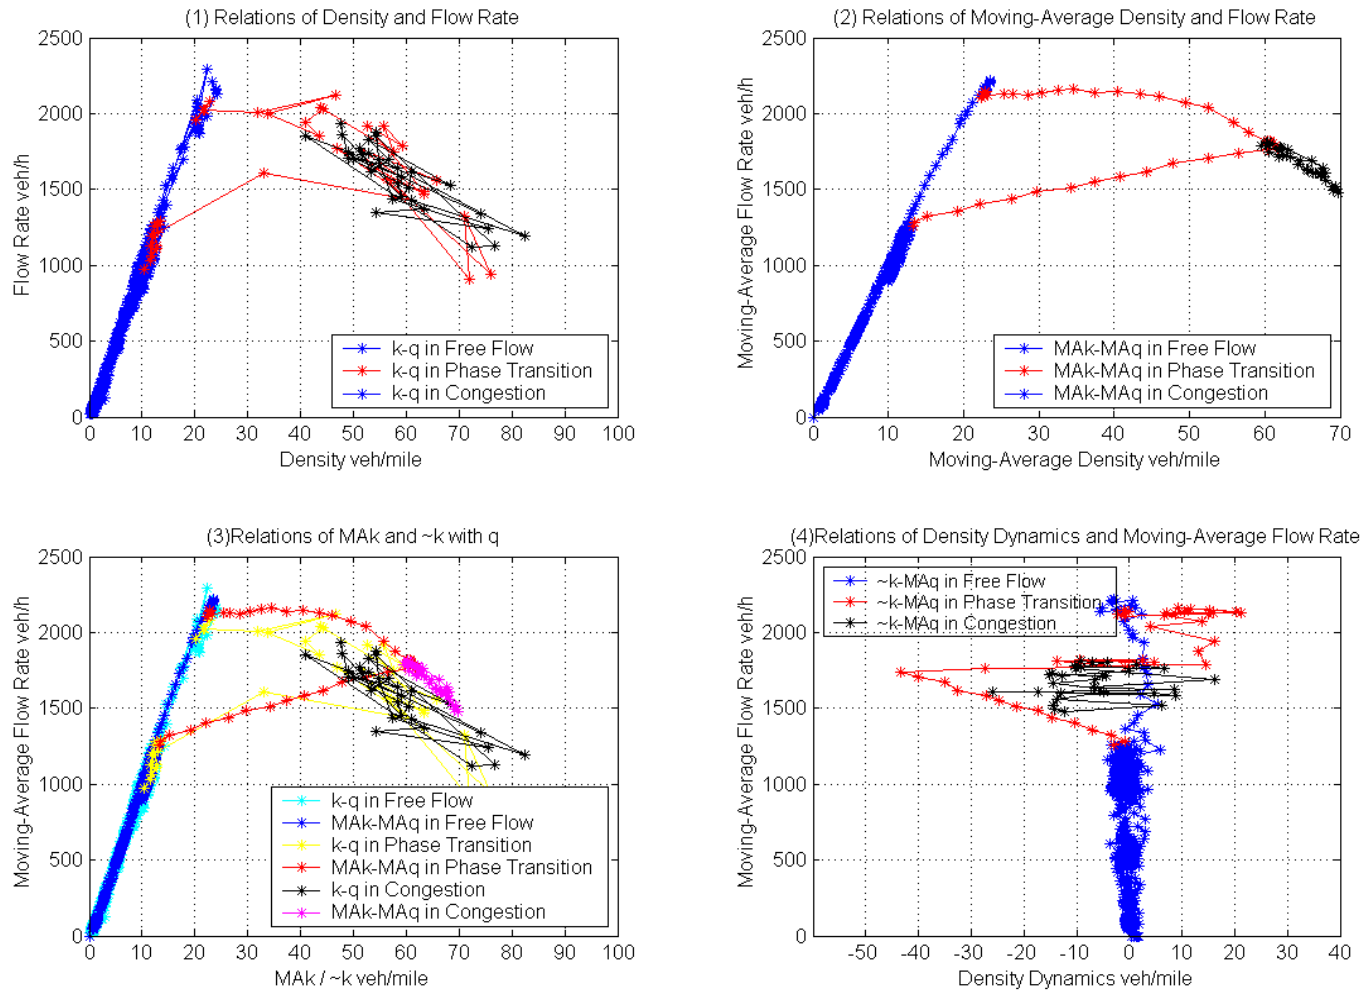 (1) Relations of Density and Flow Rate
2500
2000
1500
1000
500
0
Flow Rate veh/h
k-q in Free Flow
k-q in Phase Transition
k-q in Congestion
0 10 20 30 40 50 60 70 80 90 100
Density veh/mile
(2) Relations of Moving-Average Density and Flow Rate
2500
2000
1500
1000
500
0
Moving-Average Flow Rate veh/h
MAk-MAq in Free Flow
MAk-MAq in Phase Transition
MAk-MAq in Congestion
0 10 20 30 40 50 60 70
Moving-Average Density veh/mile
(3)Relations of MAk and ~k with q
2500
2000
1500
1000
500
0
Moving-Average Flow Rate veh/h
k-q in Free Flow
MAk-MAq in Free Flow
k-q in Phase Transition
MAk-MAq in Phase Transition
k-q in Congestion
MAk-MAq in Congestion
0 10 20 30 40 50 60 70 80 90 100
MAk / ~k veh/mile
(4)Relations of Density Dynamics and Moving-Average Flow Rate
2500
2000
1500
1000
500
0
Moving-Average Flow Rate veh/h
~k-MAq in Free Flow
~k-MAq in Phase Transition
~k-MAq in Congestion
-50 -40 -30 -20 -10 0 10 20 30 40
Density Dynamics veh/mile